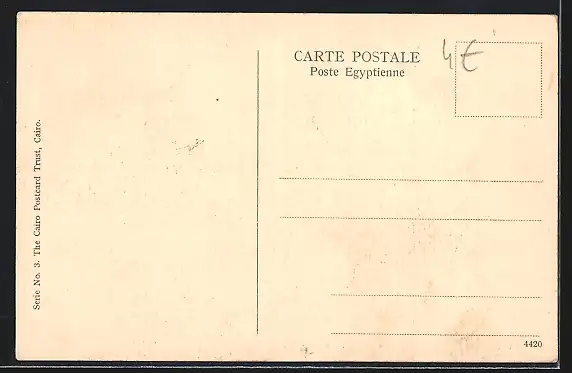 CARTE POSTALE
Poste Egyptienne
4 €
Serie No. 3. The Cairo Postcard Trust, Cairo.
4420